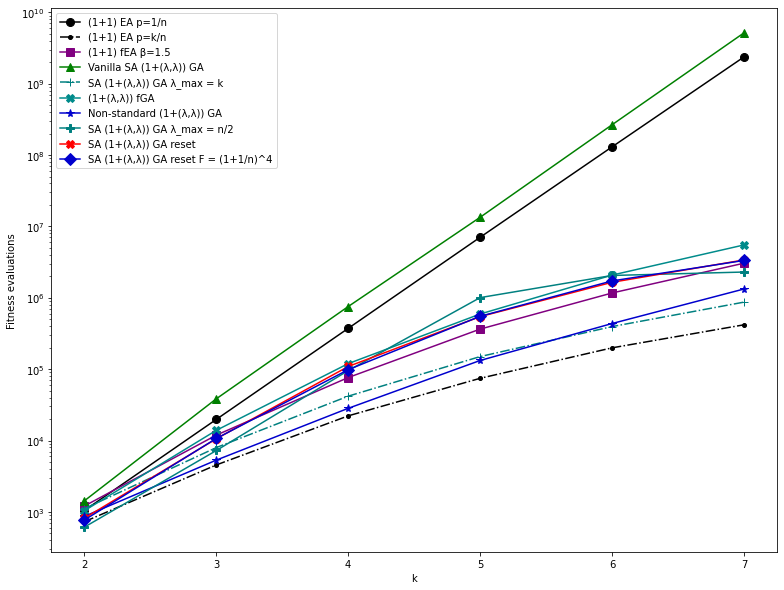 10^10
10^9
10^8
10^7
10^6
10^5
10^4
10^3
Fitness evaluations
(1+1) EA p=1/n
(1+1) EA p=k/n
(1+1) fEA β=1.5
Vanilla SA (1+(λ,λ)) GA
SA (1+(λ,λ)) GA λ_max = k
(1+(λ,λ)) fGA
Non-standard (1+(λ,λ)) GA
SA (1+(λ,λ)) GA λ_max = n/2
SA (1+(λ,λ)) GA reset
SA (1+(λ,λ)) GA reset F = (1+1/n)^4
2 3 4 5 6 7
k